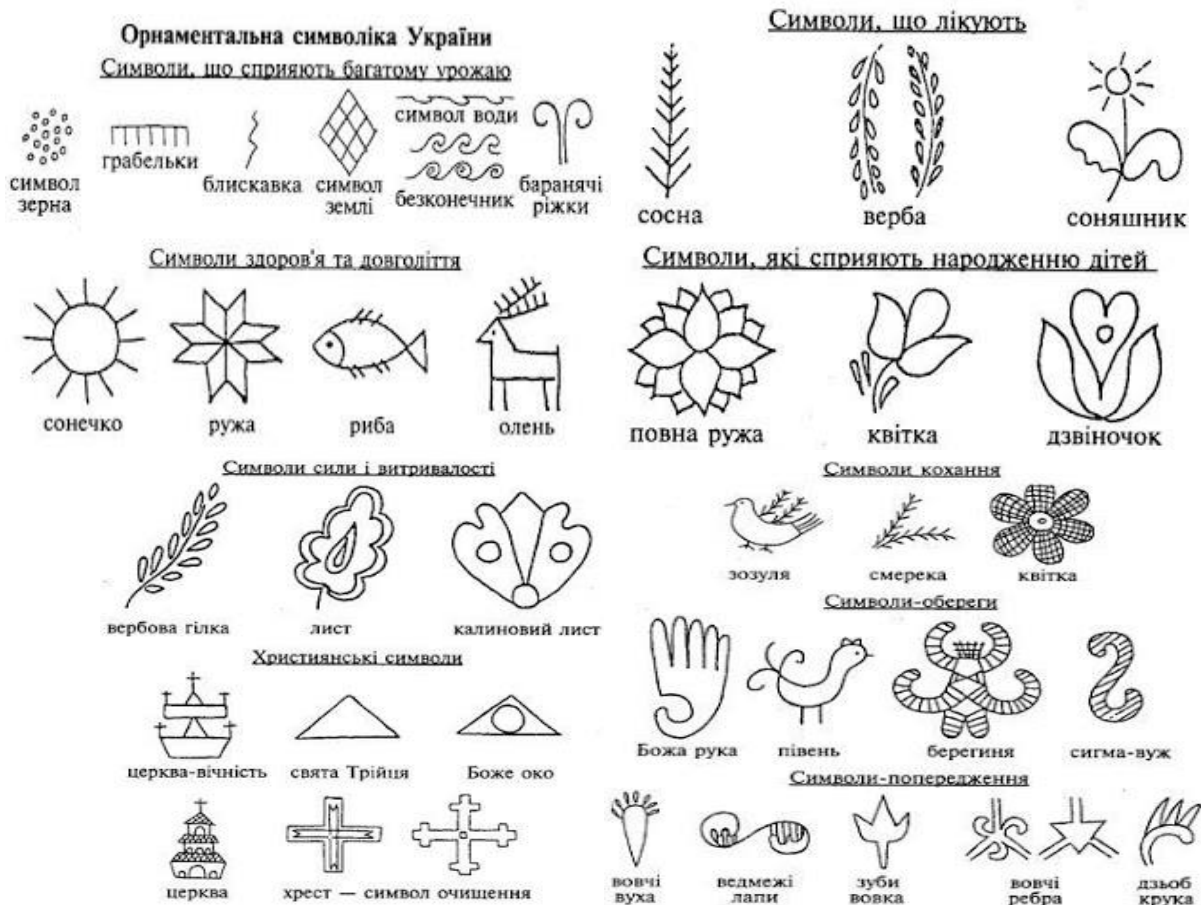 Орнаментальна символіка України
Символи, що сприяють багатому урожаю
символ зерна
грабельки
блискавка
символ землі
символ води
безконечник
баранячі ріжки
Символи, що лікують
сосна
верба
соняшник
Символи здоров'я та довголіття
сонечко
ружа
риба
олень
Символи, які сприяють народженню дітей
повна ружа
квітка
дзвіночок
Символи сили і витривалості
вербова гілка
лист
калиновий лист
Символи кохання
зозуля
смерека
квітка
Символи-обереги
Божа рука
півень
берегиня
сигма-вуж
Християнські символи
церква-вічність
свята Трійця
Боже око
церква
хрест — символ очищення
Символи-попередження
вовчі вуха
ведмежі лапи
зуби вовка
вовчі ребра
дзьоб крука